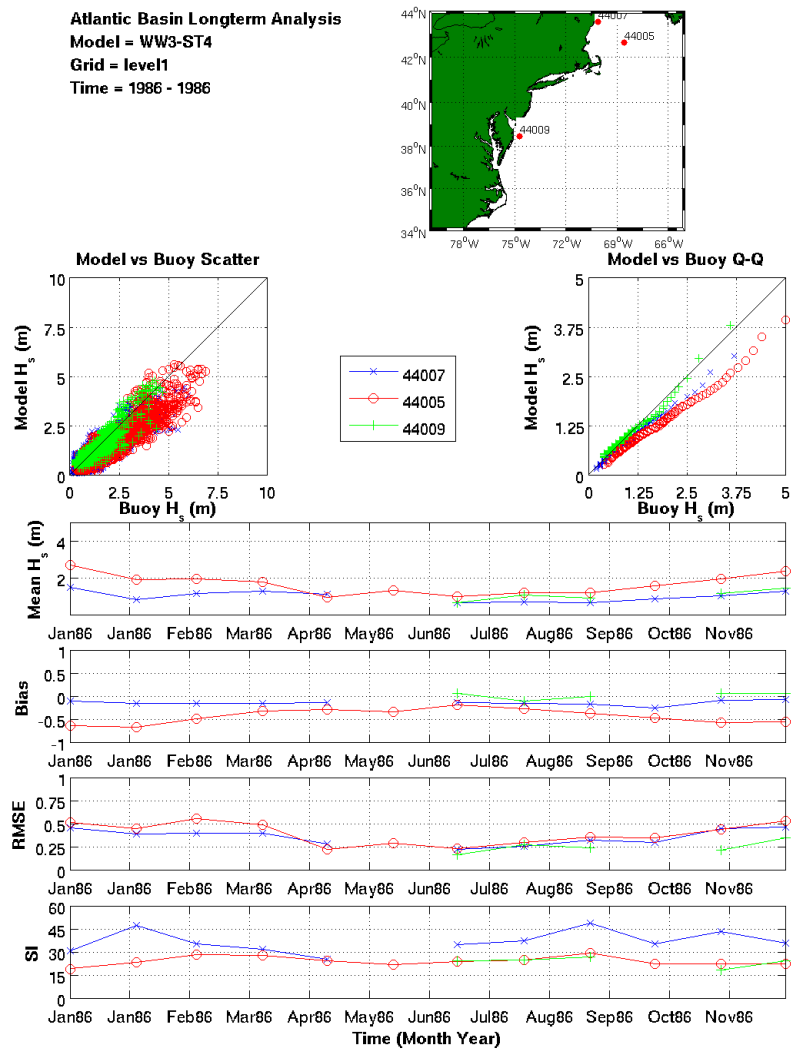 Atlantic Basin Longterm Analysis
Model = WW3-ST4
Grid = level1
Time = 1986 - 1986
44°N
42°N
40°N
38°N
36°N
34°N
78°W 75°W 72°W 69°W 66°W
44007
44005
44009
Model vs Buoy Scatter
Model Hs (m)
10
7.5
5
2.5
0
0 2.5 5 7.5 10
Buoy Hs (m)
44007
44005
44009
Model vs Buoy Q-Q
Model Hs (m)
5
3.75
2.5
1.25
0
0 1.25 2.5 3.75 5
Buoy Hs (m)
Mean Hs (m)
4
2
Jan86 Jan86 Feb86 Mar86 Apr86 May86 Jun86 Jul86 Aug86 Sep86 Oct86 Nov86
Bias
1
0.5
0
-0.5
-1
Jan86 Jan86 Feb86 Mar86 Apr86 May86 Jun86 Jul86 Aug86 Sep86 Oct86 Nov86
RMSE
1
0.75
0.5
0.25
0
Jan86 Jan86 Feb86 Mar86 Apr86 May86 Jun86 Jul86 Aug86 Sep86 Oct86 Nov86
SI
60
45
30
15
0
Jan86 Jan86 Feb86 Mar86 Apr86 May86 Jun86 Jul86 Aug86 Sep86 Oct86 Nov86
Time (Month Year)